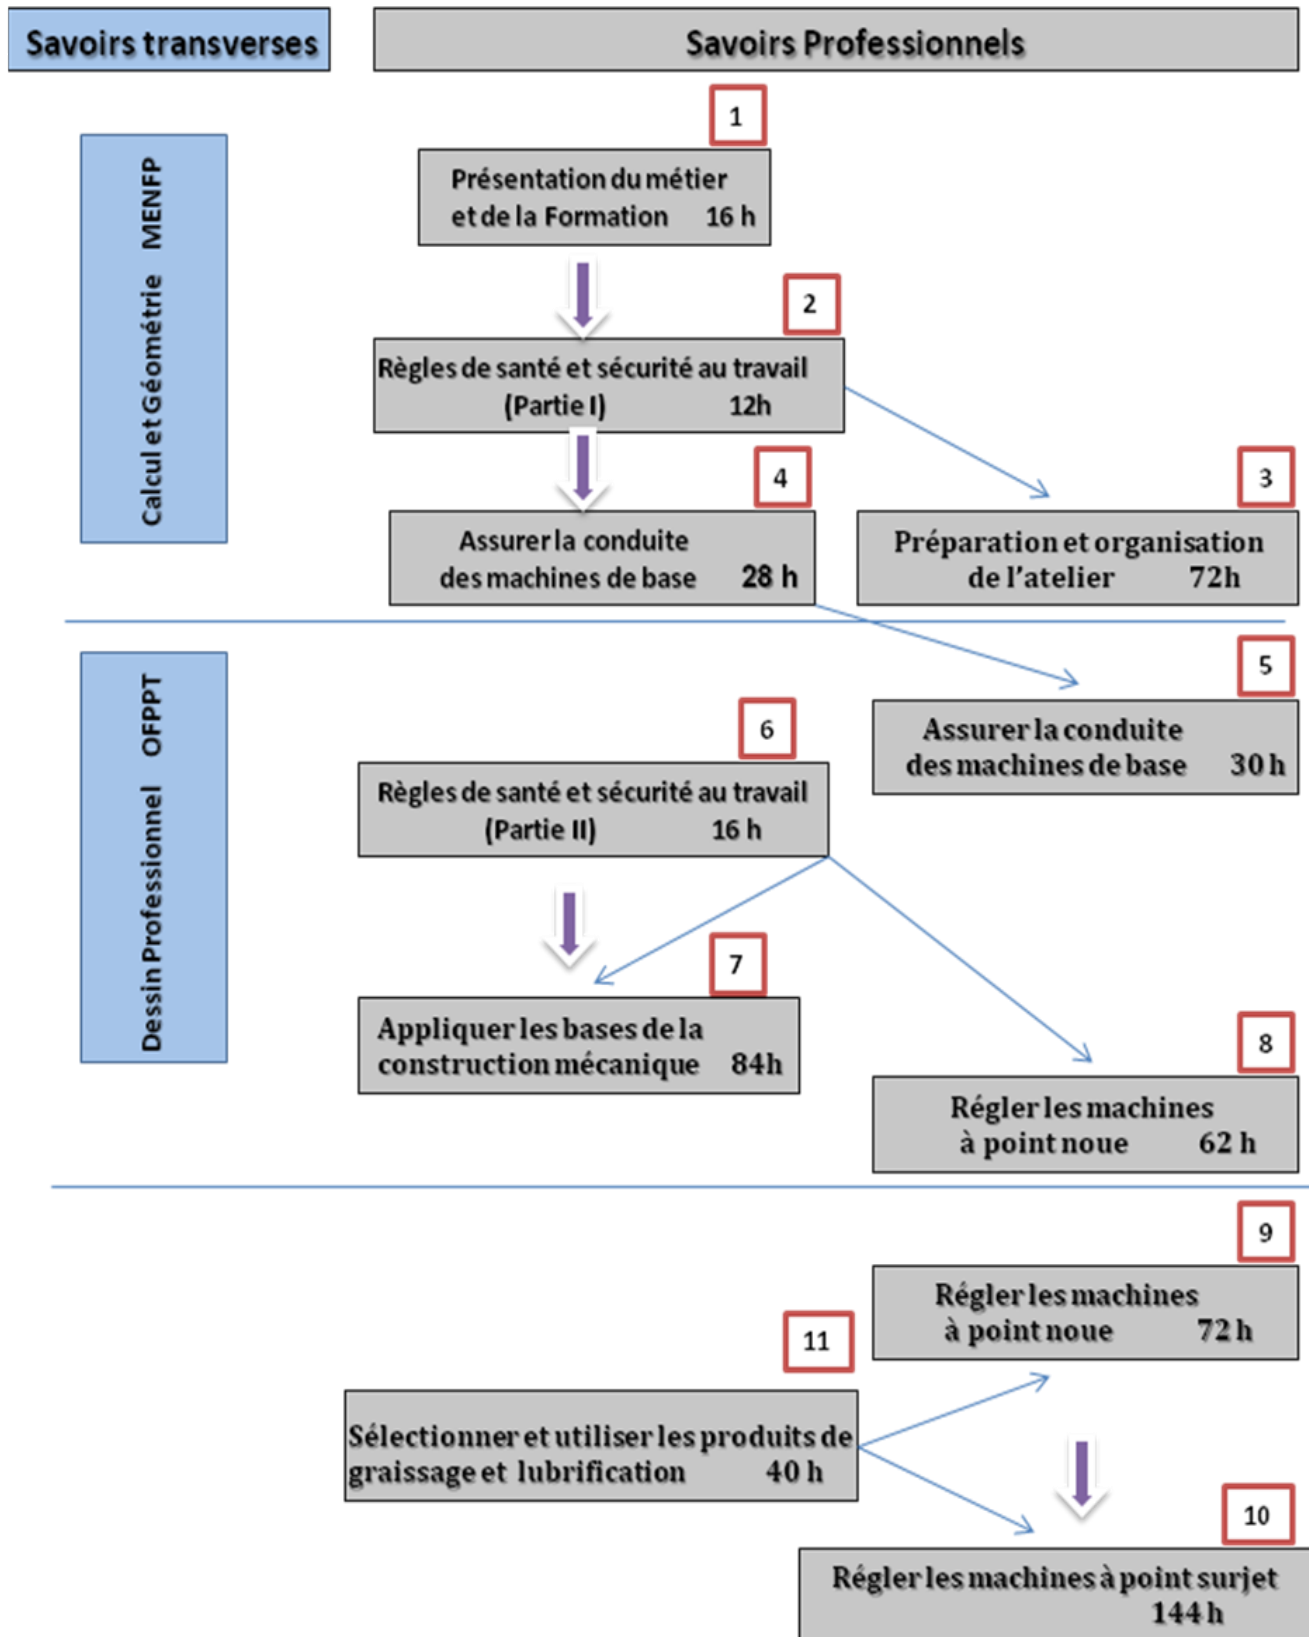 Savoirs transverses
Savoirs Professionnels
Calcul et Géométrie MENFP
1
Présentation du métier
et de la Formation 16 h
2
Règles de santé et sécurité au travail
(Partie I) 12h
4
Assurer la conduite
des machines de base 28 h
3
Préparation et organisation
de l'atelier 72h
Dessin Professionnel OFPPT
5
Assurer la conduite
des machines de base 30 h
6
Règles de santé et sécurité au travail
(Partie II) 16 h
7
Appliquer les bases de la
construction mécanique 84h
8
Régler les machines
à point noue 62 h
9
Régler les machines
à point noue 72 h
11
Sélectionner et utiliser les produits de
graissage et lubrification 40 h
10
Régler les machines à point surjet
144 h